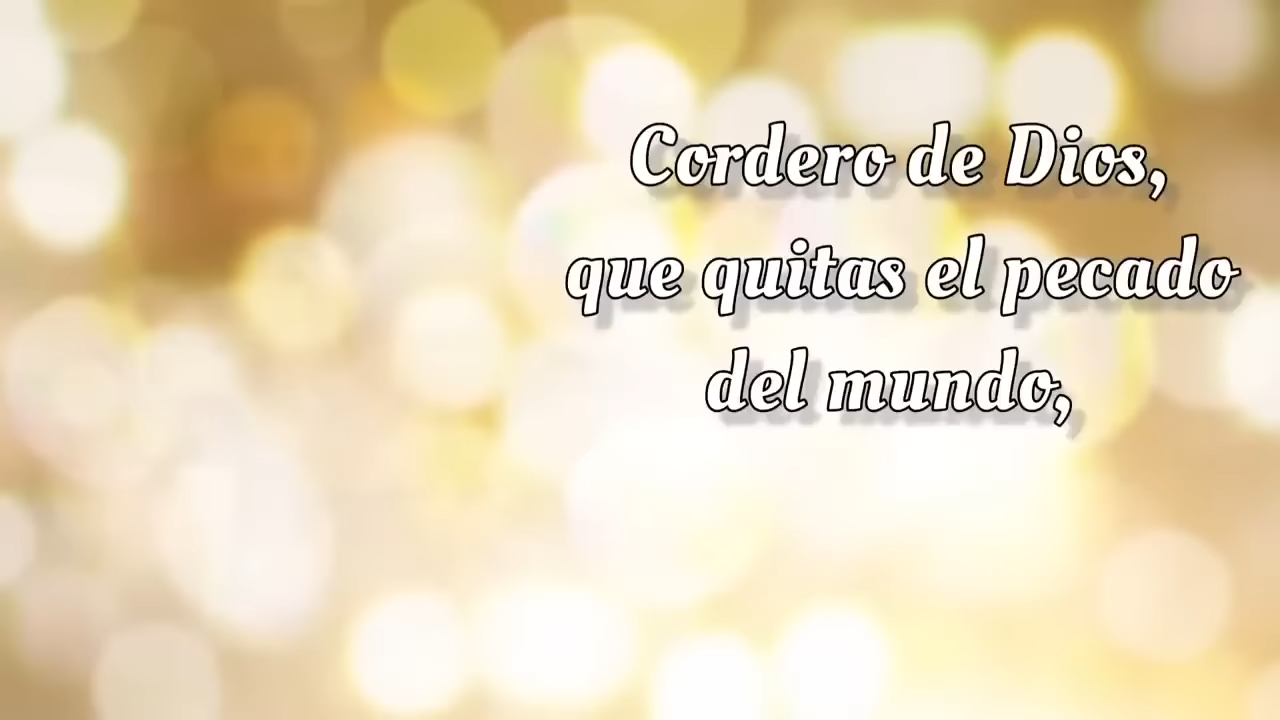 Cordero de Dios,
que quitas el pecado
del mundo,